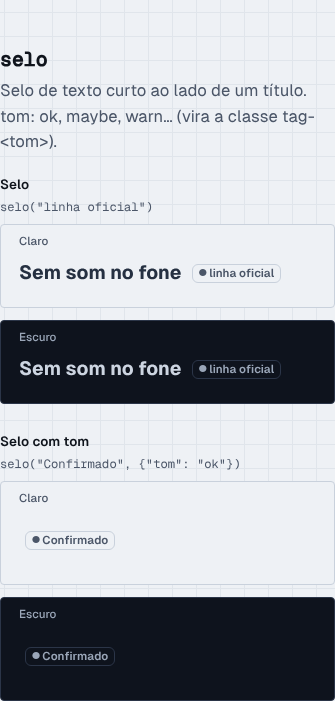 selo
Selo de texto curto ao lado de um título.
tom: ok, maybe, warn… (vira a classe tag-
<tom>).
Selo
selo("linha oficial")
Claro
Sem som no fone linha oficial
Escuro
Sem som no fone linha oficial
Selo com tom
selo("Confirmado", {"tom": "ok"})
Claro
Confirmado
Escuro
Confirmado